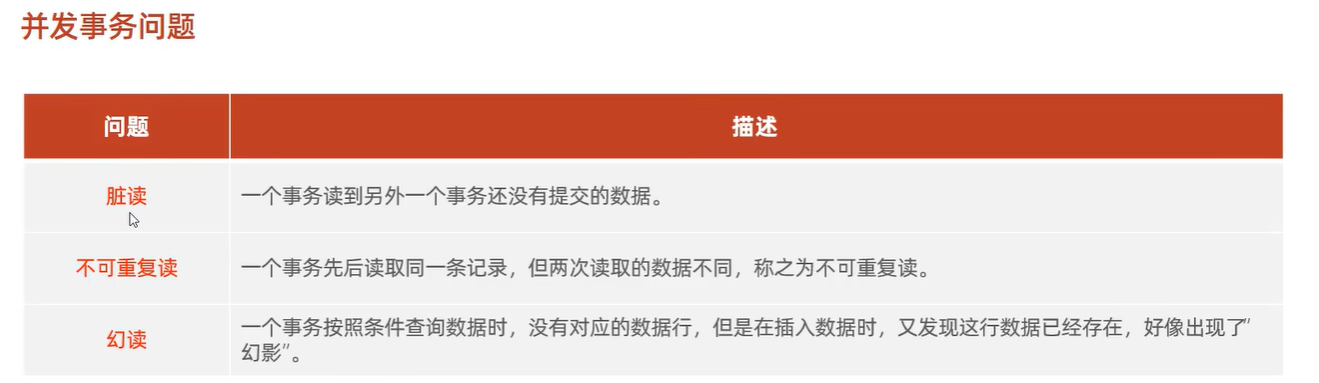 并发事务问题
问题 描述
脏读 一个事务读到另外一个事务还没有提交的数据。
不可重复读 一个事务先后读取同一条记录，但两次读取的数据不同，称之为不可重复读。
幻读 一个事务按照条件查询数据时，没有对应的数据行，但是在插入数据时，又发现这行数据已经存在，好像出现了"
幻影"。